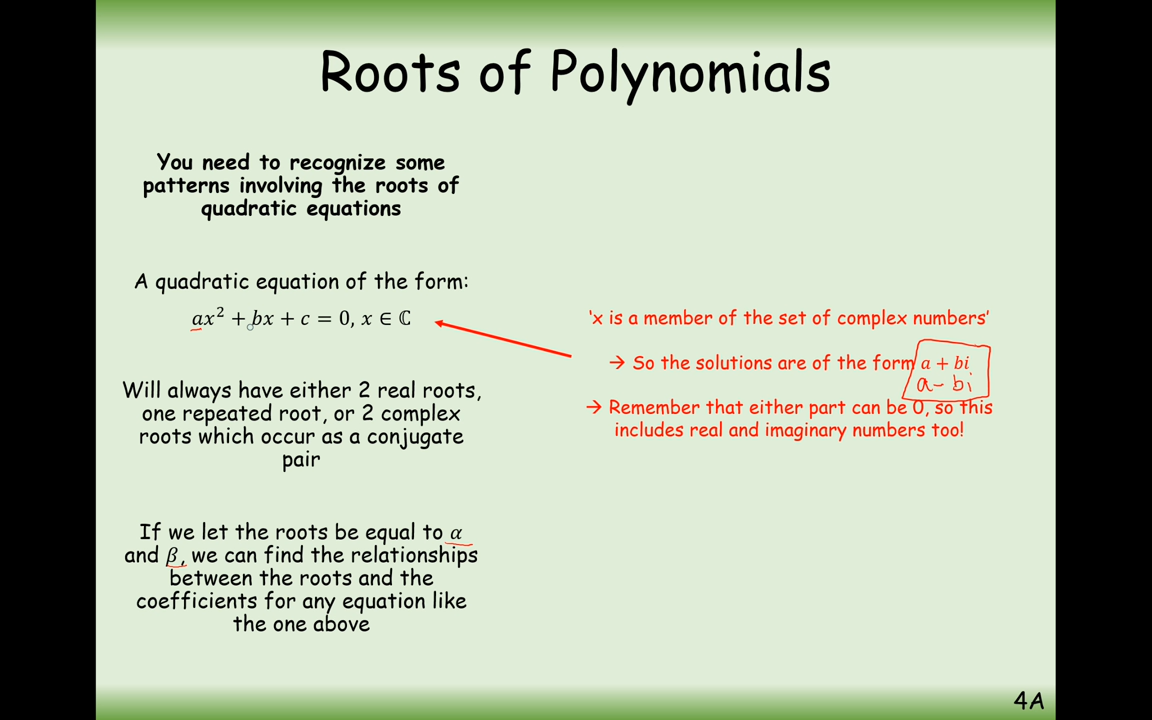 Roots of Polynomials
You need to recognize some
patterns involving the roots of
quadratic equations
A quadratic equation of the form:
𝑎𝑥² + 𝑏𝑥 + 𝑐 = 0, 𝑥 ∈ ℂ
Will always have either 2 real roots,
one repeated root, or 2 complex
roots which occur as a conjugate
pair
If we let the roots be equal to 𝛼
and 𝛽, we can find the relationships
between the roots and the
coefficients for any equation like
the one above
‘x is a member of the set of complex numbers’
→ So the solutions are of the form 𝑎 + 𝑏𝑖
a - bi
→ Remember that either part can be 0, so this
includes real and imaginary numbers too!
4A